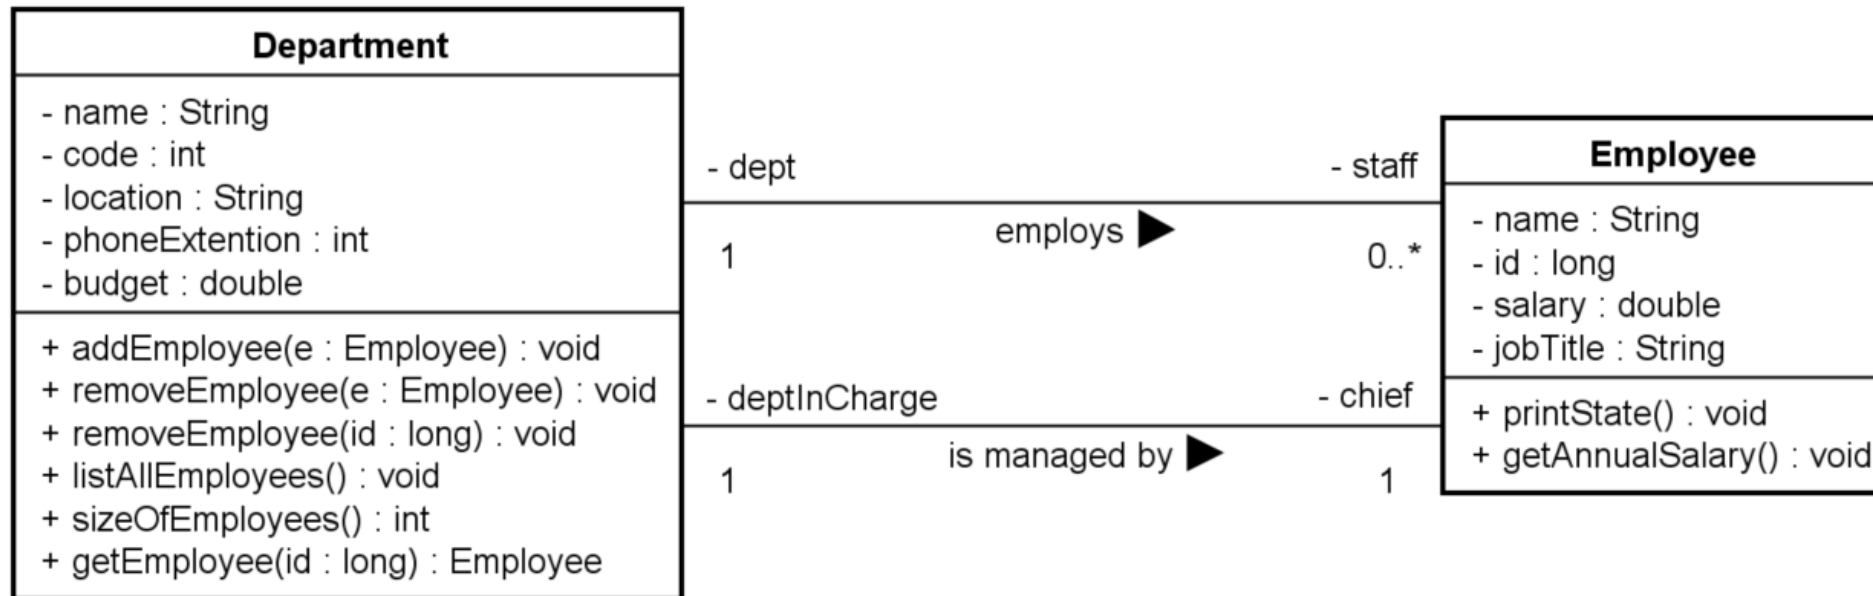 Department
- name : String
- code : int
- location : String
- phoneExtention : int
- budget : double
+ addEmployee(e : Employee) : void
+ removeEmployee(e : Employee) : void
+ removeEmployee(id : long) : void
+ listAllEmployees() : void
+ sizeOfEmployees() : int
+ getEmployee(id : long) : Employee
- dept
- staff
employs
1
0..*
- deptInCharge
- chief
is managed by
1
1
Employee
- name : String
- id : long
- salary : double
- jobTitle : String
+ printState() : void
+ getAnnualSalary() : void